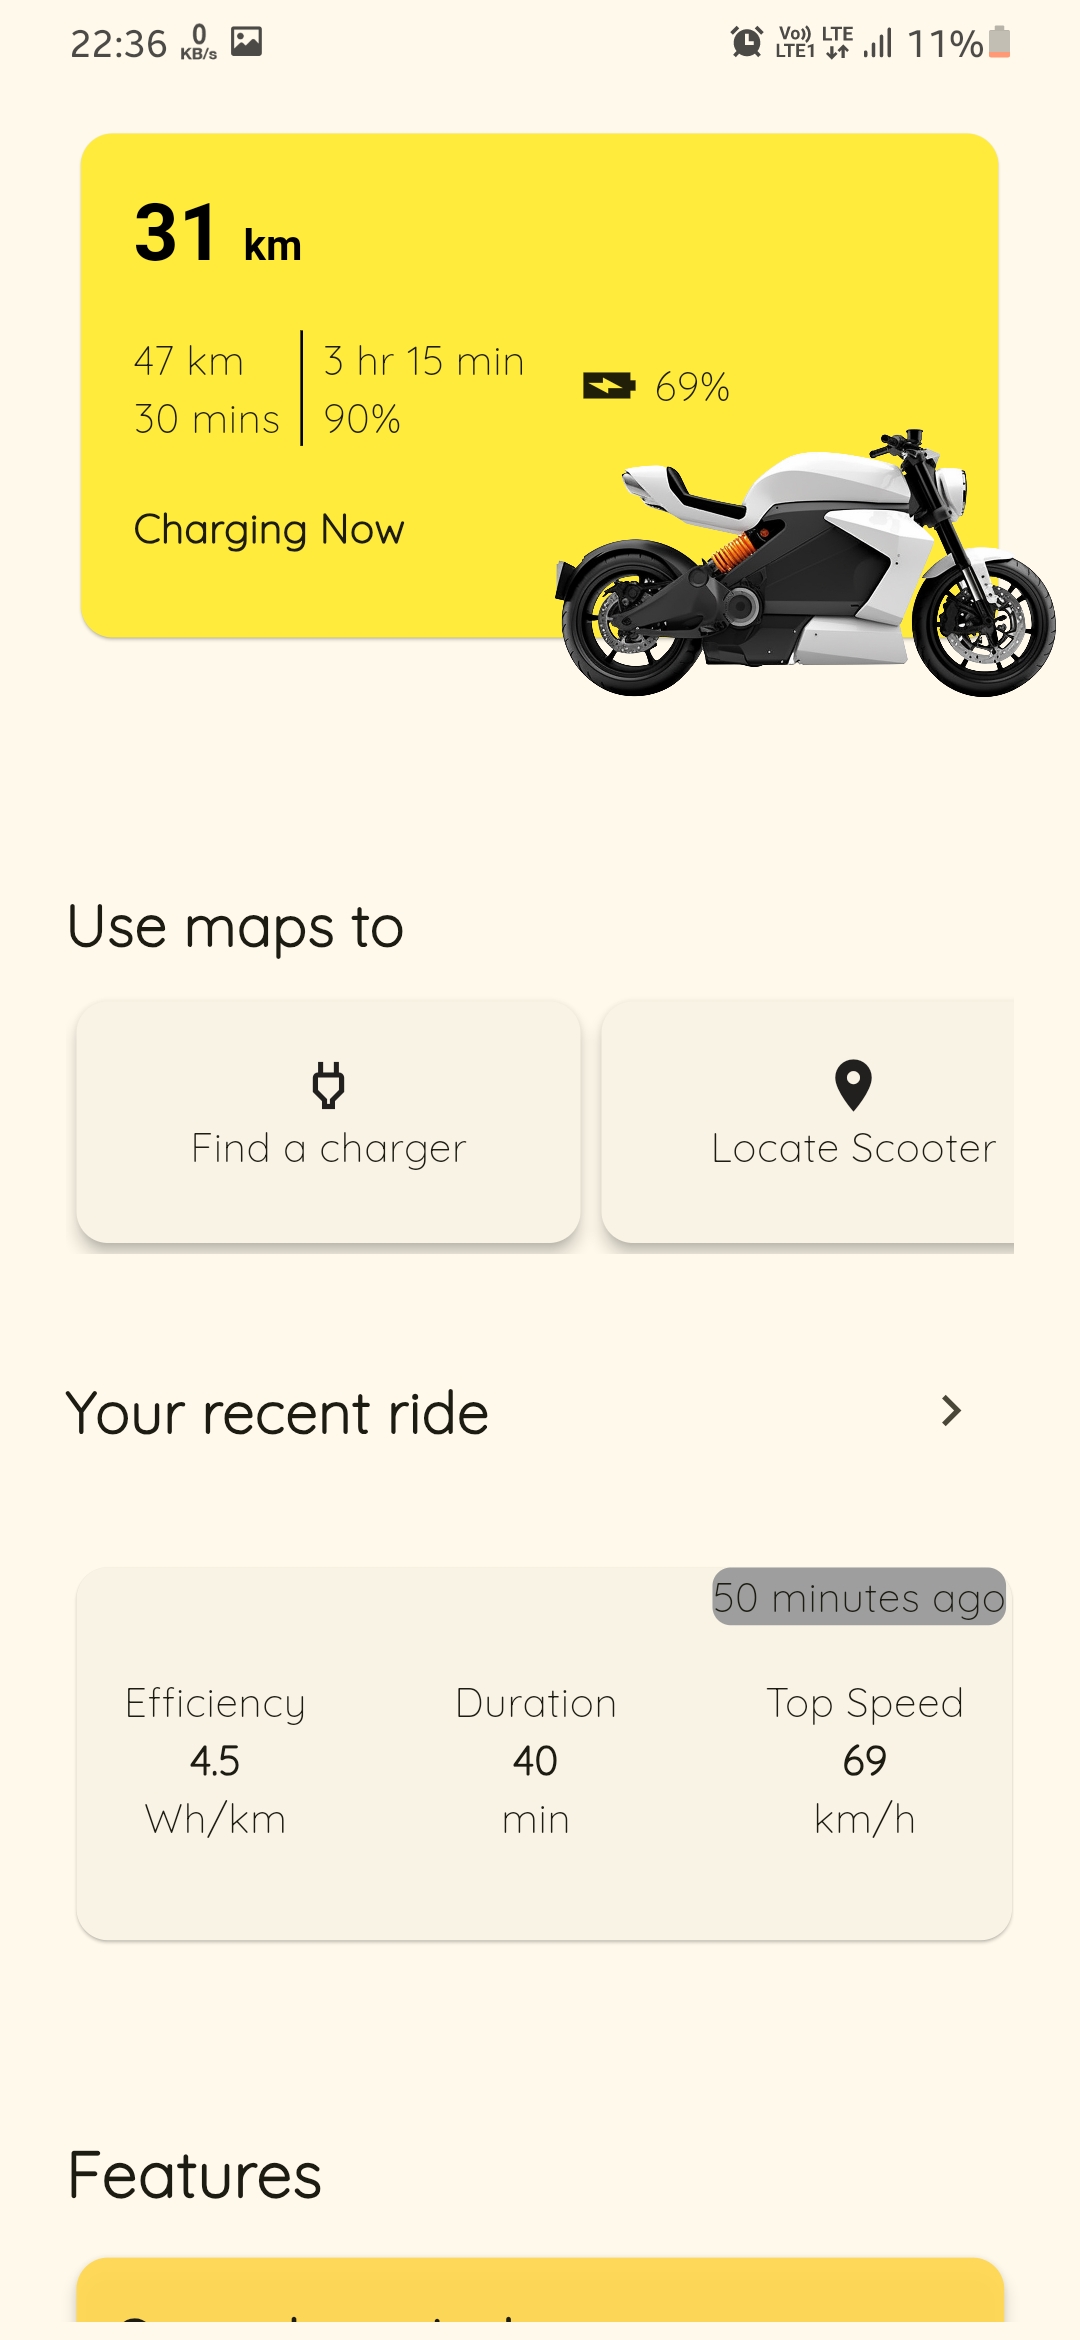 22:36 0 KB/s Vo)) LTE1 LTE 11%
31 km
47 km 3 hr 15 min
30 mins 90%
69%
Charging Now
Use maps to
Find a charger Locate Scooter
Your recent ride
50 minutes ago
Efficiency Duration Top Speed
4.5 40 69
Wh/km min km/h
Features